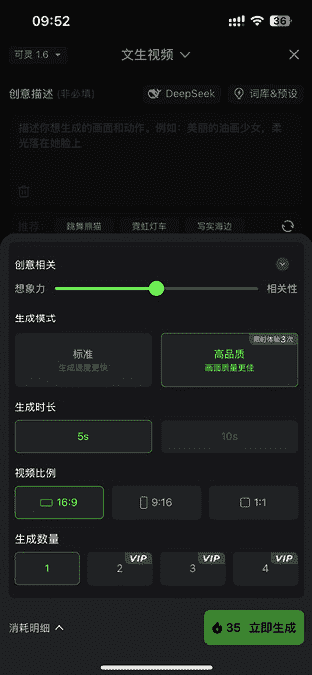 09:52
36
可灵 1.6
文生视频
创意描述 (非必填)
DeepSeek
词库&预设
描述你想生成的画面和动作。例如：美丽的油画少女，柔
光落在她脸上
推荐：
跳舞熊猫
霓虹灯车
写实海边
创意相关
想象力
相关性
生成模式
标准
生成速度更快
限时体验3次
高品质
画面质量更佳
生成时长
5s
10s
视频比例
16:9
9:16
1:1
生成数量
1
2
VIP
3
VIP
4
VIP
消耗明细
35 立即生成